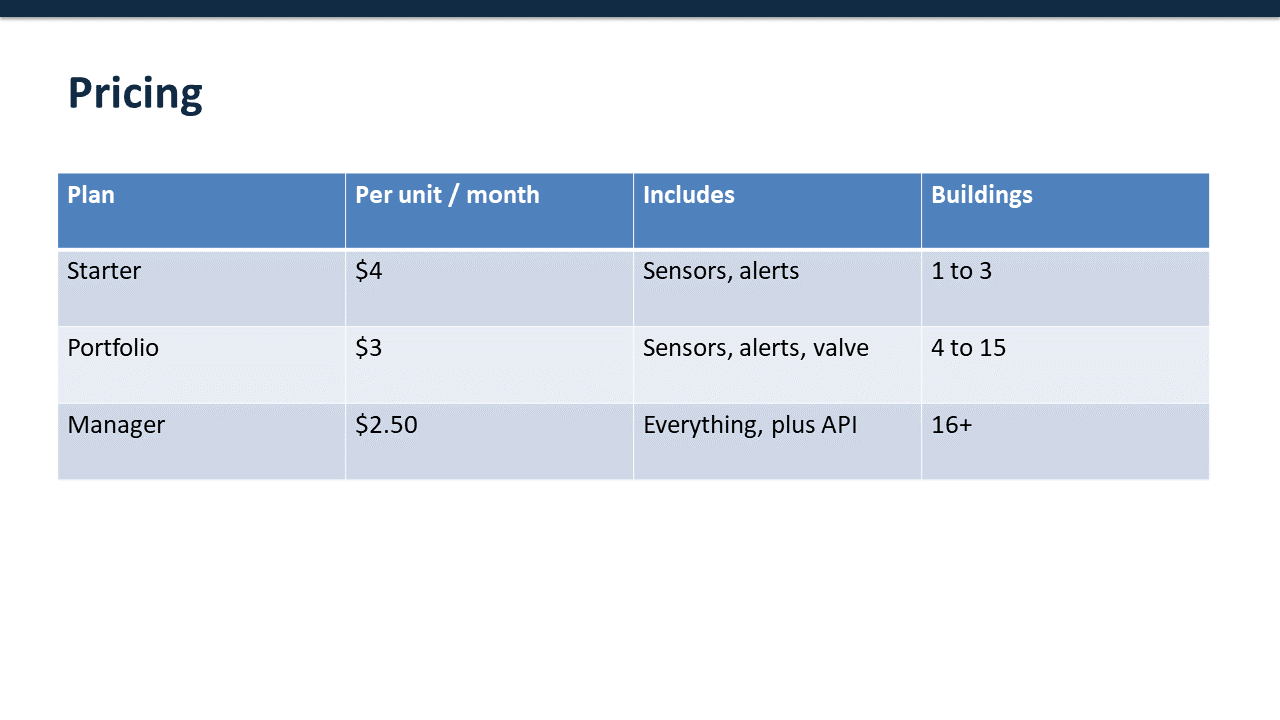 Pricing
Plan Per unit / month Includes Buildings
Starter $4 Sensors, alerts 1 to 3
Portfolio $3 Sensors, alerts, valve 4 to 15
Manager $2.50 Everything, plus API 16+